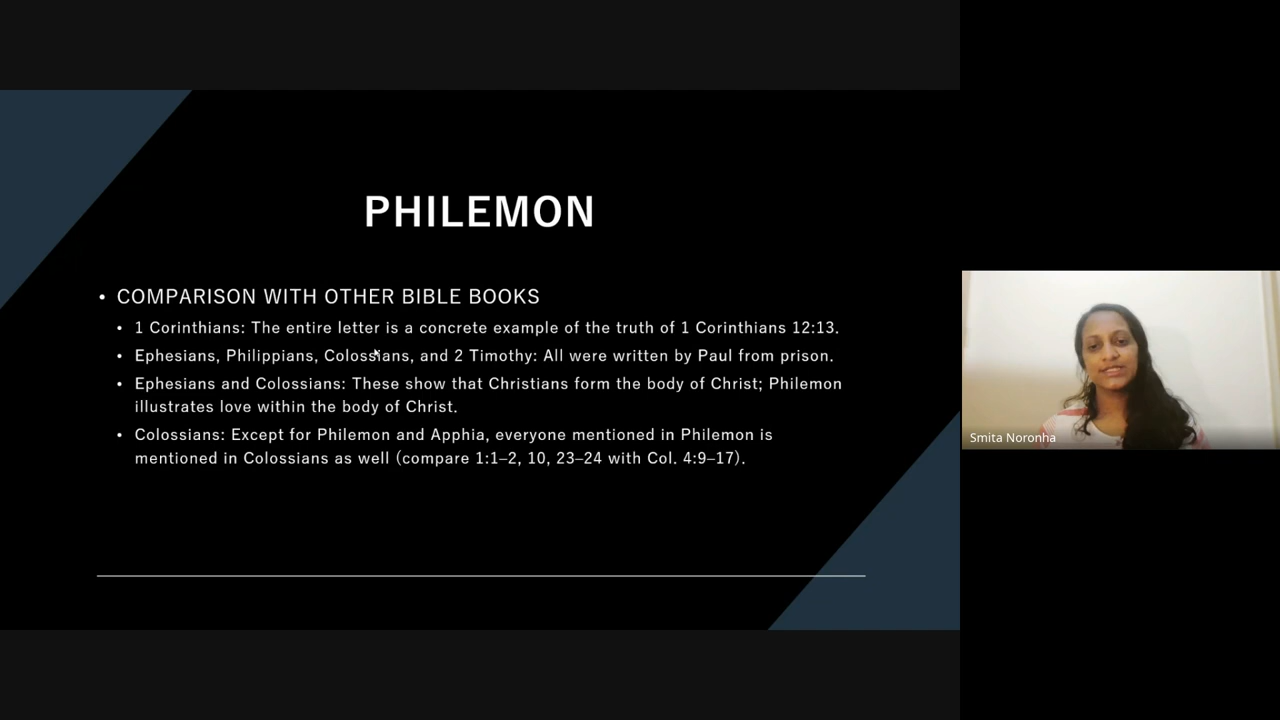 PHILEMON
• COMPARISON WITH OTHER BIBLE BOOKS
• 1 Corinthians: The entire letter is a concrete example of the truth of 1 Corinthians 12:13.
• Ephesians, Philippians, Colossians, and 2 Timothy: All were written by Paul from prison.
• Ephesians and Colossians: These show that Christians form the body of Christ; Philemon
illustrates love within the body of Christ.
• Colossians: Except for Philemon and Apphia, everyone mentioned in Philemon is
mentioned in Colossians as well (compare 1:1–2, 10, 23–24 with Col. 4:9–17).
Smita Noronha